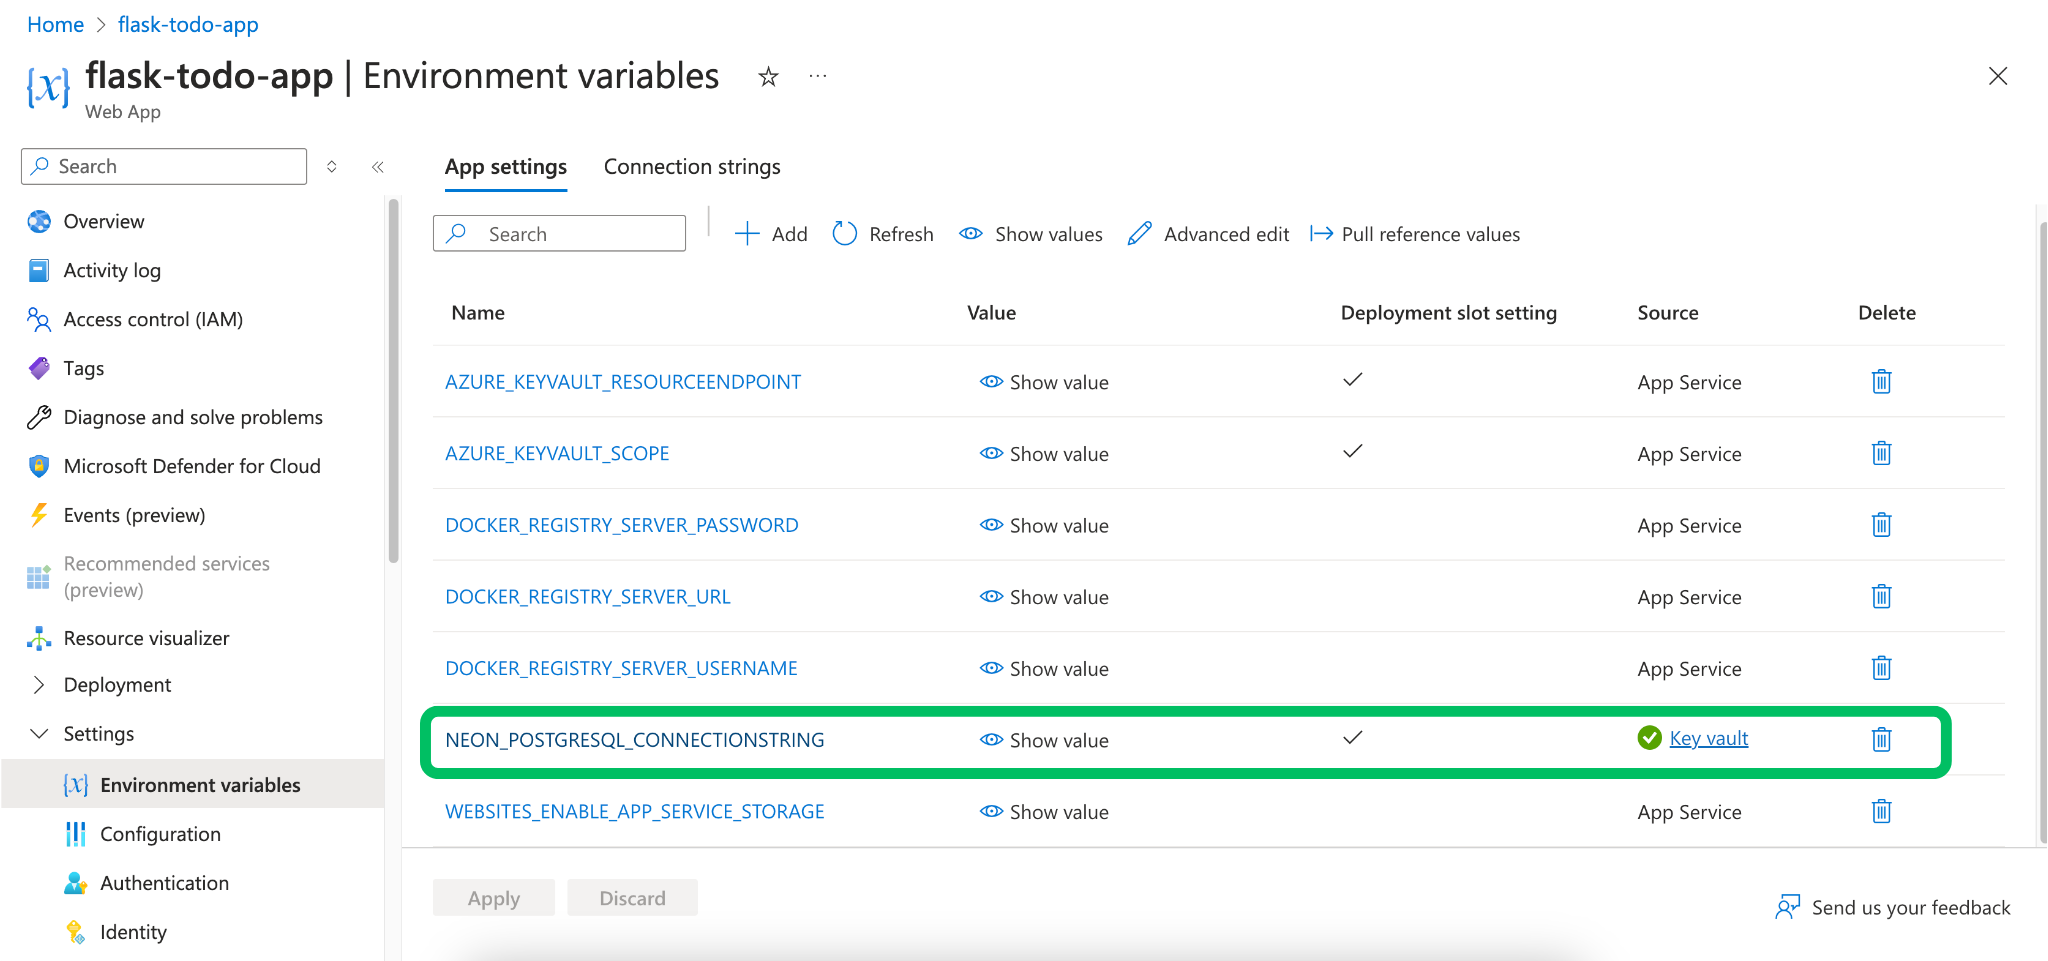 Home > flask-todo-app
flask-todo-app | Environment variables ...
Web App
Search
App settings Connection strings
Search Add Refresh Show values Advanced edit Pull reference values
Overview
Activity log
Access control (IAM)
Tags
Diagnose and solve problems
Microsoft Defender for Cloud
Events (preview)
Recommended services
(preview)
Resource visualizer
Deployment
Settings
Environment variables
Configuration
Authentication
Identity
Name Value Deployment slot setting Source Delete
AZURE_KEYVAULT_RESOURCEENDPOINT Show value App Service
AZURE_KEYVAULT_SCOPE Show value App Service
DOCKER_REGISTRY_SERVER_PASSWORD Show value App Service
DOCKER_REGISTRY_SERVER_URL Show value App Service
DOCKER_REGISTRY_SERVER_USERNAME Show value App Service
NEON_POSTGRESQL_CONNECTIONSTRING Show value Key vault
WEBSITES_ENABLE_APP_SERVICE_STORAGE Show value App Service
Apply Discard
Send us your feedback